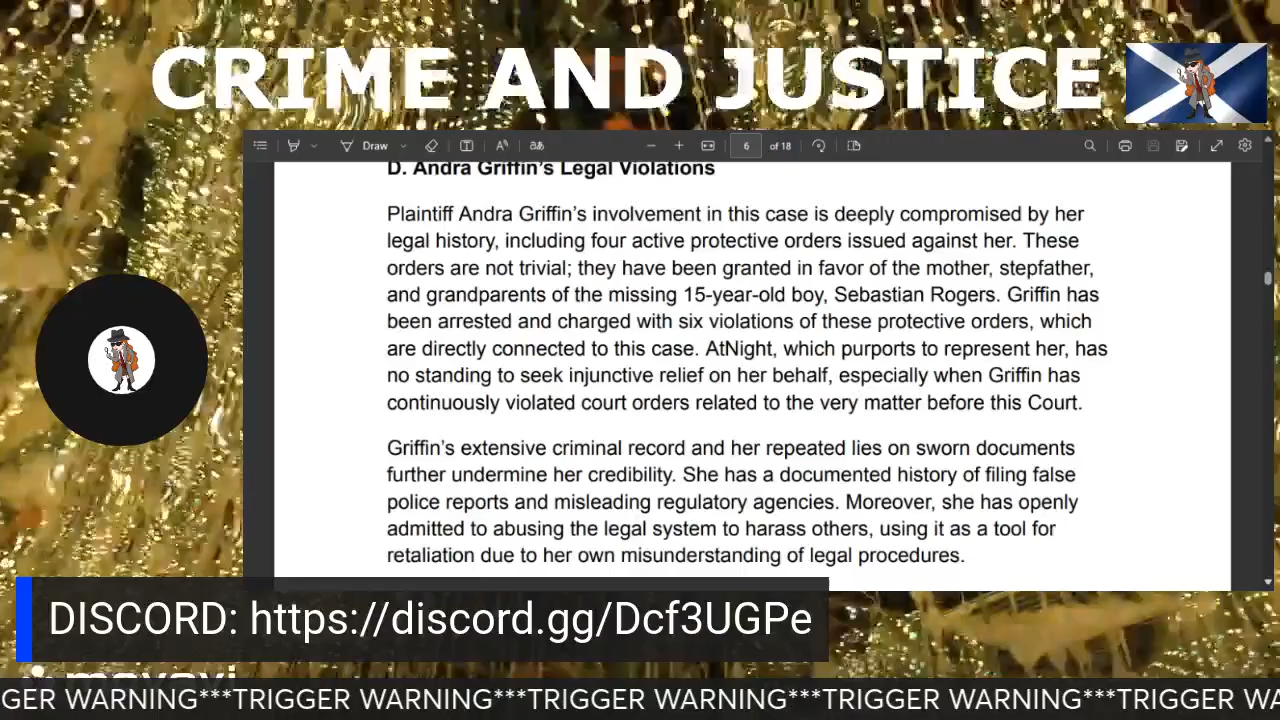 CRIME AND JUSTICE
Draw
6
of 18
D. Andra Griffin's Legal Violations
Plaintiff Andra Griffin's involvement in this case is deeply compromised by her
legal history, including four active protective orders issued against her. These
orders are not trivial; they have been granted in favor of the mother, stepfather,
and grandparents of the missing 15-year-old boy, Sebastian Rogers. Griffin has
been arrested and charged with six violations of these protective orders, which
are directly connected to this case. AtNight, which purports to represent her, has
no standing to seek injunctive relief on her behalf, especially when Griffin has
continuously violated court orders related to the very matter before this Court.
Griffin's extensive criminal record and her repeated lies on sworn documents
further undermine her credibility. She has a documented history of filing false
police reports and misleading regulatory agencies. Moreover, she has openly
admitted to abusing the legal system to harass others, using it as a tool for
retaliation due to her own misunderstanding of legal procedures.
DISCORD: https://discord.gg/Dcf3UGPe
GER WARNING***TRIGGER WARNING***TRIGGER WARNING***TRIGGER WARNING***TRIGGER WA